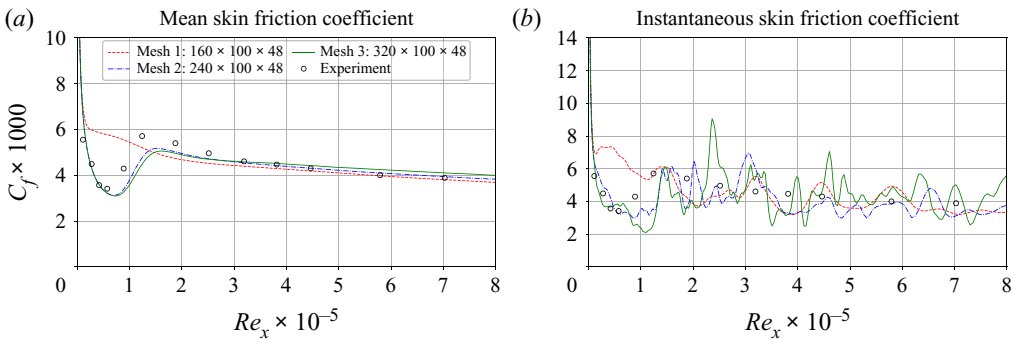 (a) Mean skin friction coefficient
10
8
6
4
2
0
1 2 3 4 5 6 7 8
C_f × 1000
Re_x × 10^–5
Mesh 1: 160 × 100 × 48
Mesh 2: 240 × 100 × 48
Mesh 3: 320 × 100 × 48
Experiment
(b) Instantaneous skin friction coefficient
14
12
10
8
6
4
2
0
1 2 3 4 5 6 7 8
Re_x × 10^–5